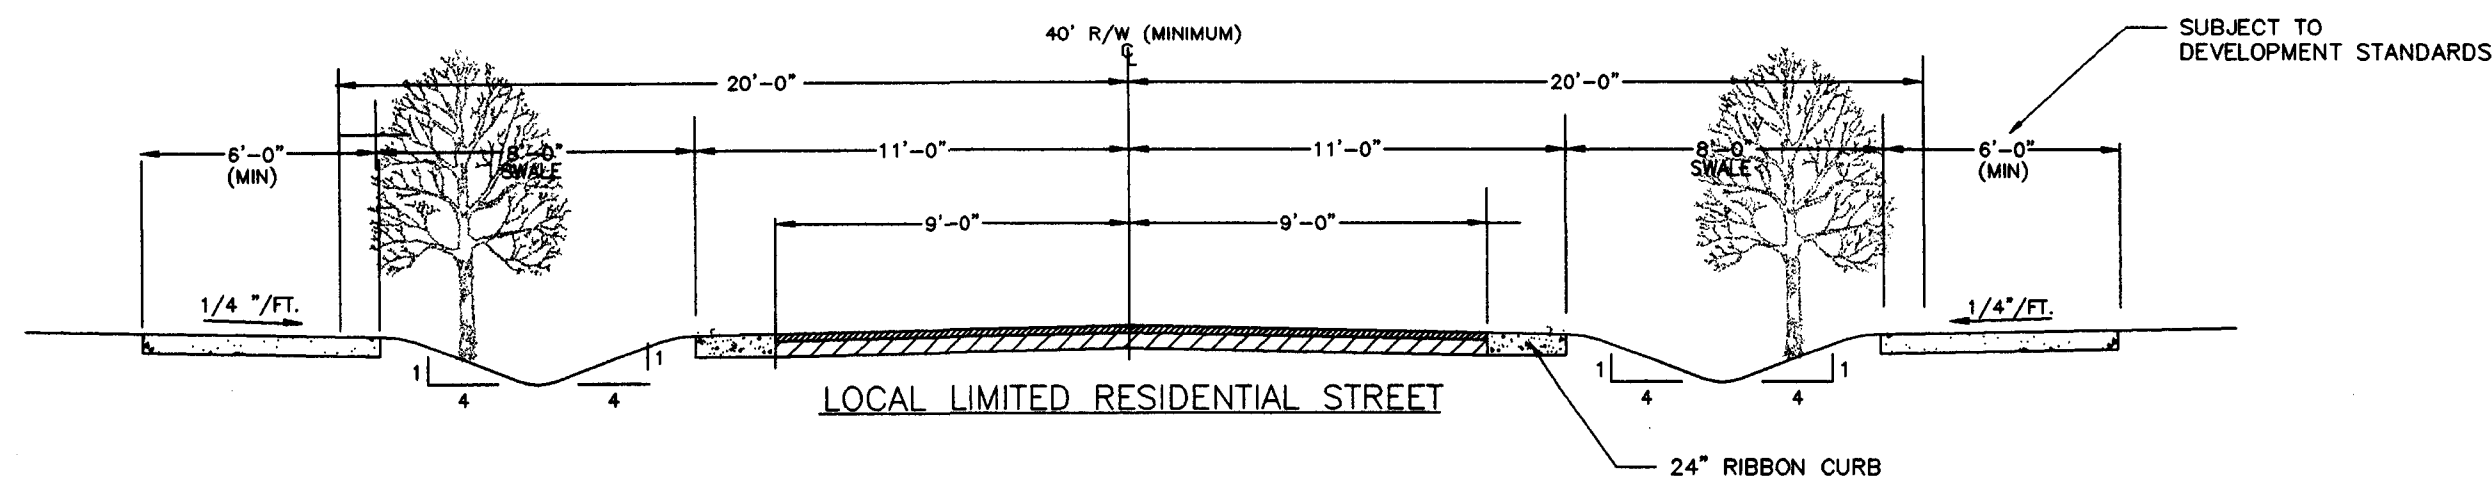 40' R/W (MINIMUM)
℄
SUBJECT TO
DEVELOPMENT STANDARDS
20'-0"
20'-0"
6'-0"
(MIN)
8'-0"
SWALE
11'-0"
11'-0"
8'-0"
SWALE
6'-0"
(MIN)
9'-0"
9'-0"
1/4 "/FT.
1/4"/FT.
1
4
4
1
1
4
4
1
LOCAL LIMITED RESIDENTIAL STREET
24" RIBBON CURB